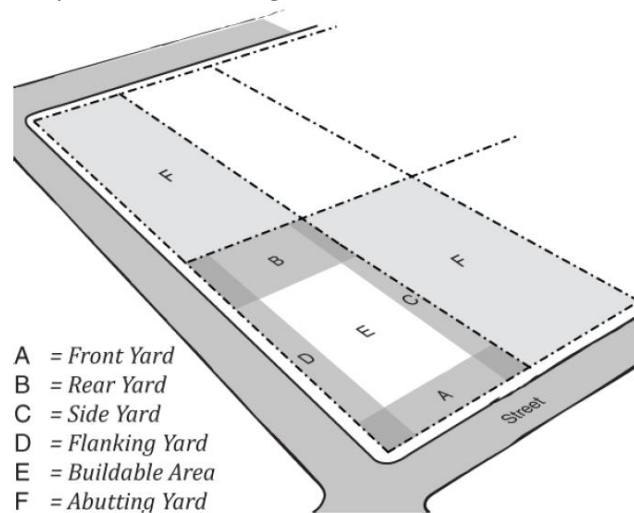 F
B
F
C
E
D
A
Street
A = Front Yard
B = Rear Yard
C = Side Yard
D = Flanking Yard
E = Buildable Area
F = Abutting Yard